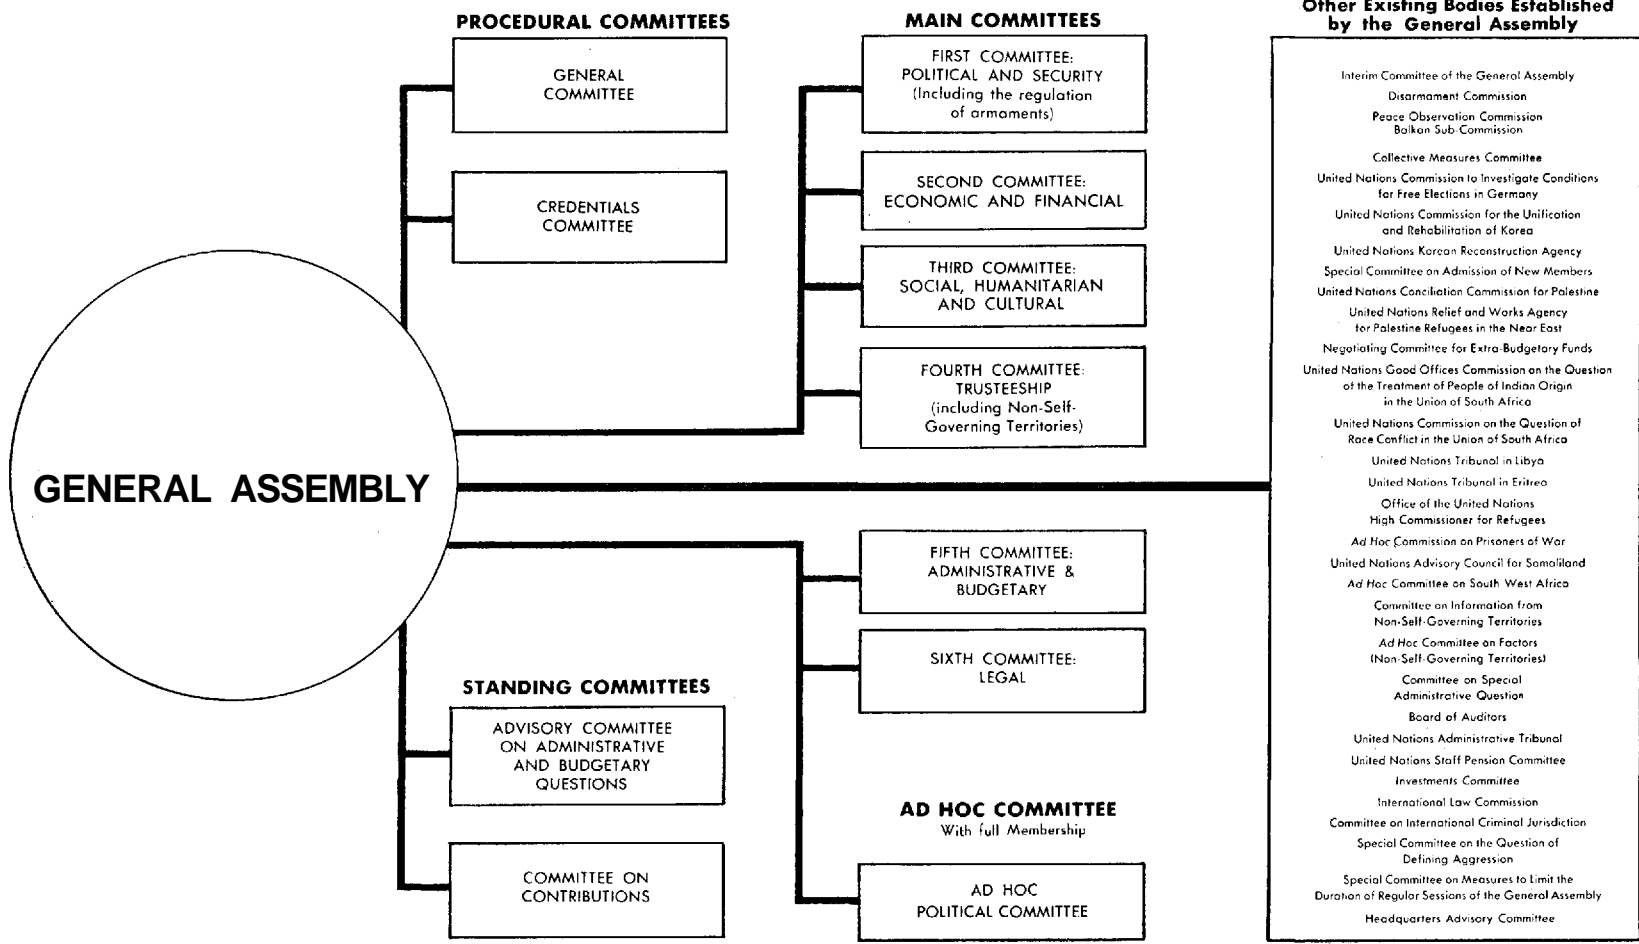 PROCEDURAL COMMITTEES
GENERAL
COMMITTEE
CREDENTIALS
COMMITTEE
GENERAL ASSEMBLY
STANDING COMMITTEES
ADVISORY COMMITTEE
ON ADMINISTRATIVE
AND BUDGETARY
QUESTIONS
COMMITTEE ON
CONTRIBUTIONS
MAIN COMMITTEES
FIRST COMMITTEE:
POLITICAL AND SECURITY
(Including the regulation
of armaments)
SECOND COMMITTEE:
ECONOMIC AND FINANCIAL
THIRD COMMITTEE:
SOCIAL, HUMANITARIAN
AND CULTURAL
FOURTH COMMITTEE:
TRUSTEESHIP
(including Non-Self-
Governing Territories)
FIFTH COMMITTEE:
ADMINISTRATIVE &
BUDGETARY
SIXTH COMMITTEE:
LEGAL
AD HOC COMMITTEE
With full Membership
AD HOC
POLITICAL COMMITTEE
Other Existing Bodies Established
by the General Assembly
Interim Committee of the General Assembly
Disarmament Commission
Peace Observation Commission
Balkan Sub-Commission
Collective Measures Committee
United Nations Commission to Investigate Conditions
for Free Elections in Germany
United Nations Commission for the Unification
and Rehabilitation of Korea
United Nations Korean Reconstruction Agency
Special Committee on Admission of New Members
United Nations Conciliation Commission for Palestine
United Nations Relief and Works Agency
for Palestine Refugees in the Near East
Negotiating Committee for Extra-Budgetary Funds
United Nations Good Offices Commission on the Question
of the Treatment of People of Indian Origin
in the Union of South Africa
United Nations Commission on the Question of
Race Conflict in the Union of South Africa
United Nations Tribunal in Libya
United Nations Tribunal in Eritrea
Office of the United Nations
High Commissioner for Refugees
Ad Hoc Commission on Prisoners of War
United Nations Advisory Council for Somaliland
Ad Hoc Committee on South West Africa
Committee on Information from
Non-Self-Governing Territories
Ad Hoc Committee on Factors
(Non-Self-Governing Territories)
Committee on Special
Administrative Question
Board of Auditors
United Nations Administrative Tribunal
United Nations Staff Pension Committee
Investments Committee
International Law Commission
Committee on International Criminal Jurisdiction
Special Committee on the Question of
Defining Aggression
Special Committee on Measures to Limit the
Duration of Regular Sessions of the General Assembly
Headquarters Advisory Committee